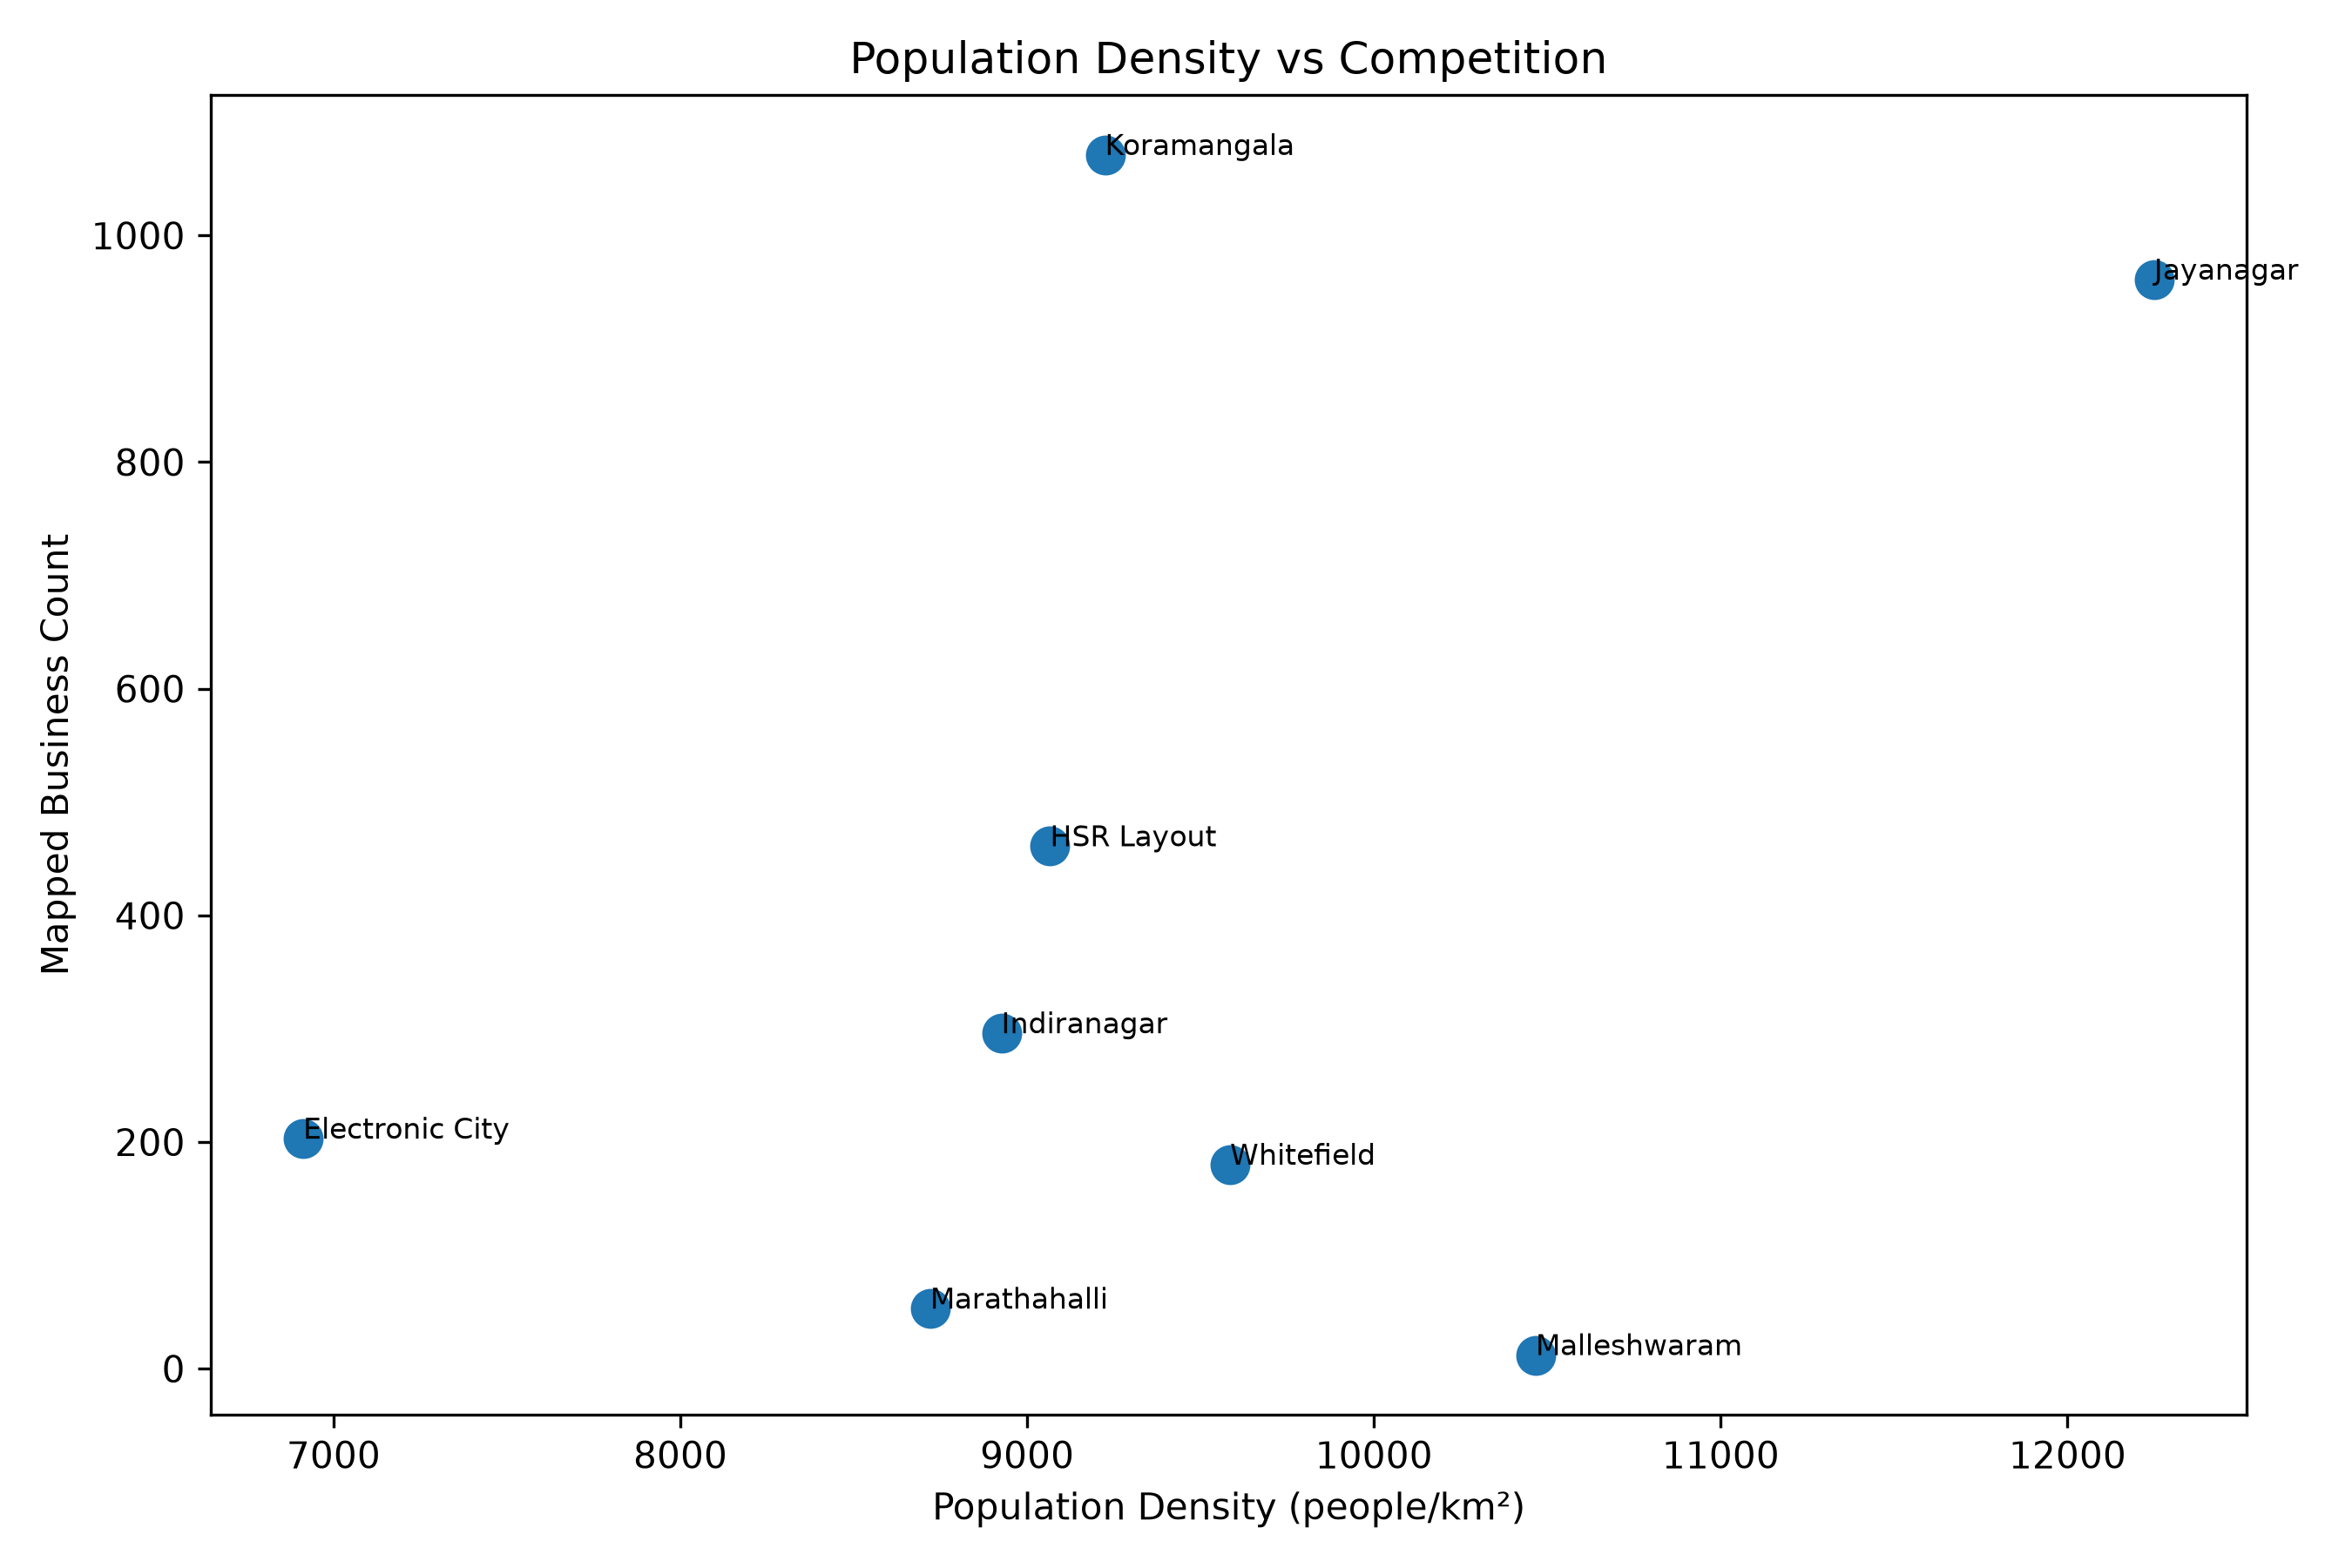 Population Density vs Competition
Koramangala
1000
Jayanagar
800
Mapped Business Count
600
HSR Layout
400
Indiranagar
Electronic City
200
Whitefield
Marathahalli
Malleshwaram
0
7000 8000 9000 10000 11000 12000
Population Density (people/km²)